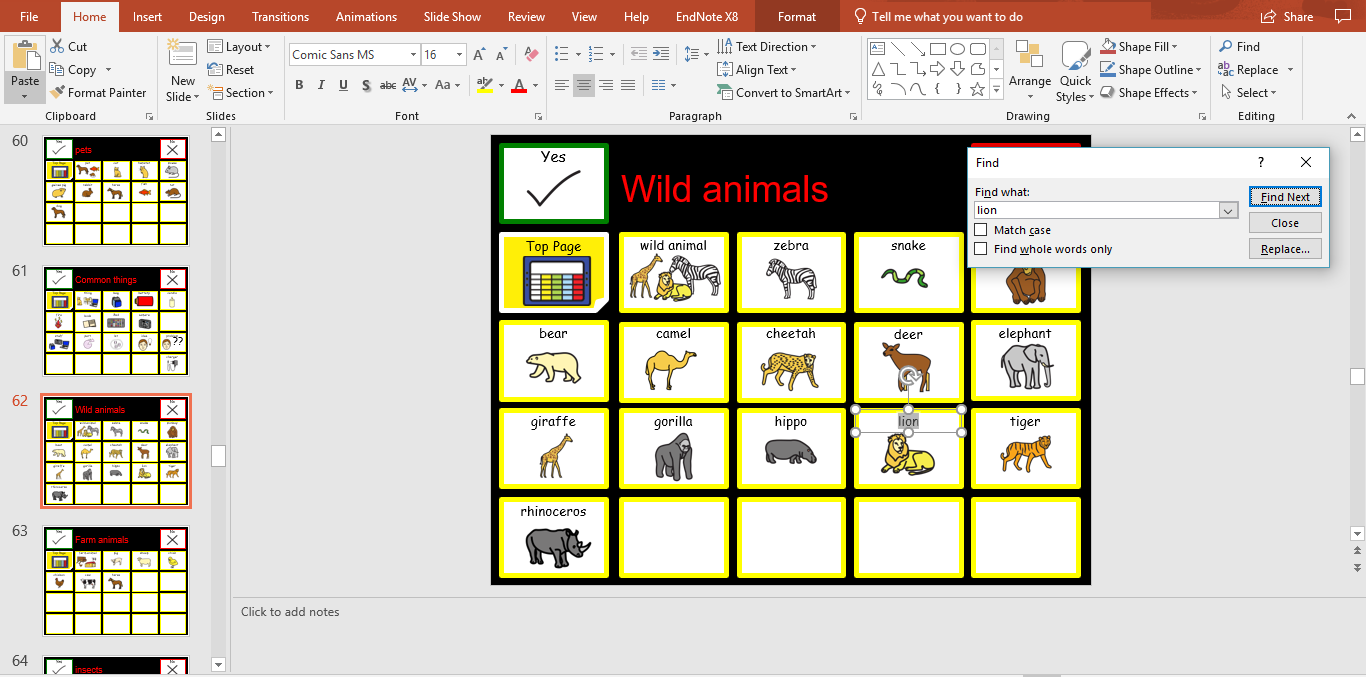 File Home Insert Design Transitions Animations Slide Show Review View Help EndNote X8 Format Tell me what you want to do Share
Paste
Cut
Copy
Format Painter
Clipboard
New
Slide
Layout
Reset
Section
Slides
Comic Sans MS 16
B I U S abc AV Aa A
Font
Text Direction
Align Text
Convert to SmartArt
Paragraph
Arrange
Quick
Styles
Shape Fill
Shape Outline
Shape Effects
Drawing
Find
Replace
Select
Editing
60
pets
61
Common things
62
Wild animals
63
Farm animals
64
insects
Yes
Wild animals
Top Page wild animal zebra snake
bear camel cheetah deer elephant
giraffe gorilla hippo lion tiger
rhinoceros
Find ?
Find what:
lion
Match case
Find whole words only
Find Next
Close
Replace...
Click to add notes